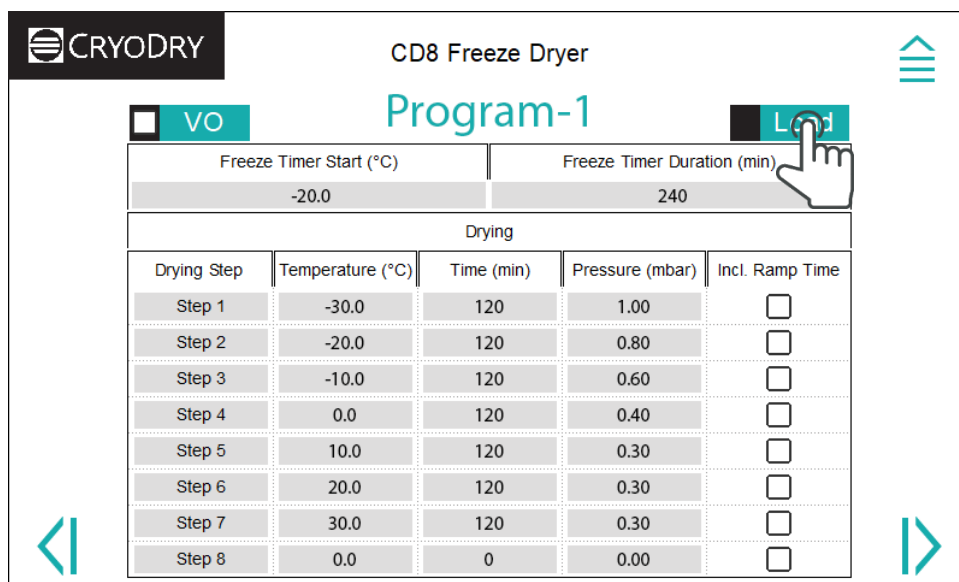 CRYODRY
CD8 Freeze Dryer
Program-1
VO
Load
Freeze Timer Start (°C) Freeze Timer Duration (min)
-20.0 240
Drying
Drying Step Temperature (°C) Time (min) Pressure (mbar) Incl. Ramp Time
Step 1 -30.0 120 1.00
Step 2 -20.0 120 0.80
Step 3 -10.0 120 0.60
Step 4 0.0 120 0.40
Step 5 10.0 120 0.30
Step 6 20.0 120 0.30
Step 7 30.0 120 0.30
Step 8 0.0 0 0.00